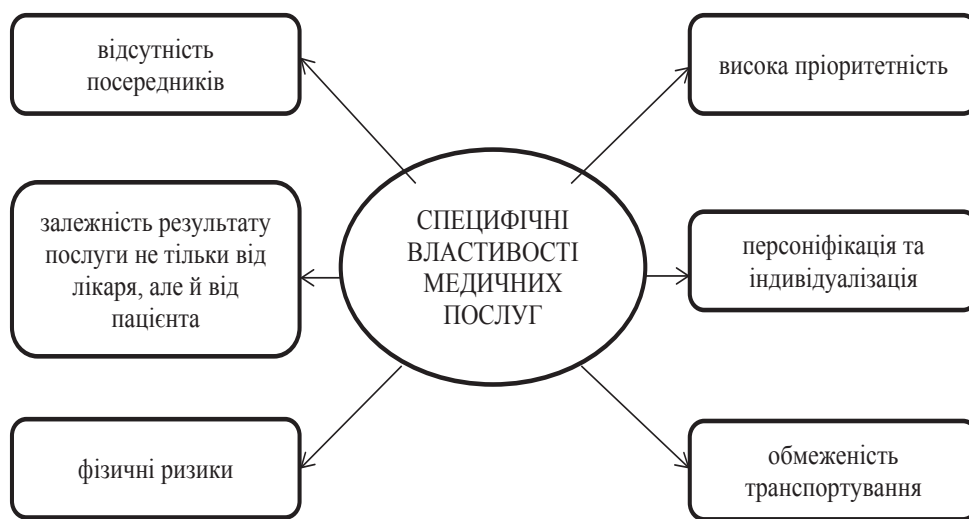 відсутність
посередників
висока пріоритетність
залежність результату
послуги не тільки від
лікаря, але й від
пацієнта
СПЕЦИФІЧНІ
ВЛАСТИВОСТІ
МЕДИЧНИХ
ПОСЛУГ
персоніфікація та
індивідуалізація
фізичні ризики
обмеженість
транспортування